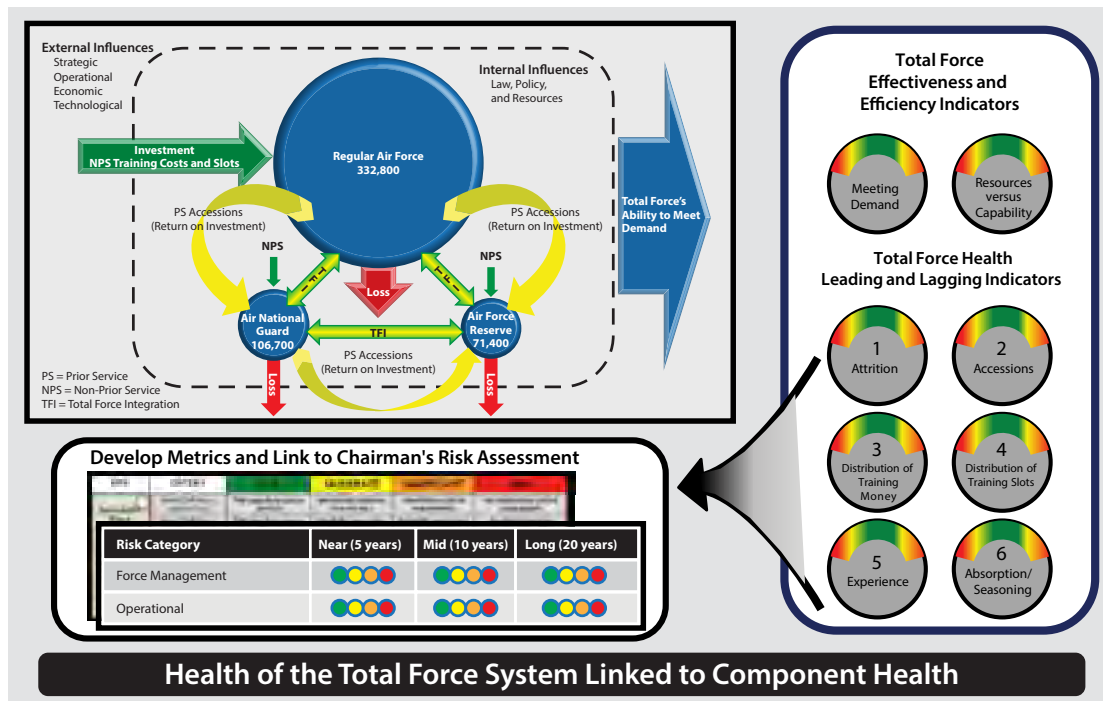 External Influences
Strategic
Operational
Economic
Technological
Internal Influences
Law, Policy,
and Resources
Investment
NPS Training Costs and Slots
Regular Air Force
332,800
PS Accessions
(Return on Investment)
PS Accessions
(Return on Investment)
Total Force's
Ability to Meet
Demand
NPS
NPS
TFI
TFI
Loss
Air National
Guard
106,700
TFI
Air Force
Reserve
71,400
PS Accessions
(Return on Investment)
Loss
Loss
PS = Prior Service
NPS = Non-Prior Service
TFI = Total Force Integration
Total Force
Effectiveness and
Efficiency Indicators
Meeting
Demand
Resources
versus
Capability
Total Force Health
Leading and Lagging Indicators
1
Attrition
2
Accessions
3
Distribution of
Training
Money
4
Distribution of
Training Slots
5
Experience
6
Absorption/
Seasoning
Develop Metrics and Link to Chairman's Risk Assessment
Risk Category Near (5 years) Mid (10 years) Long (20 years)
Force Management
Operational
Health of the Total Force System Linked to Component Health